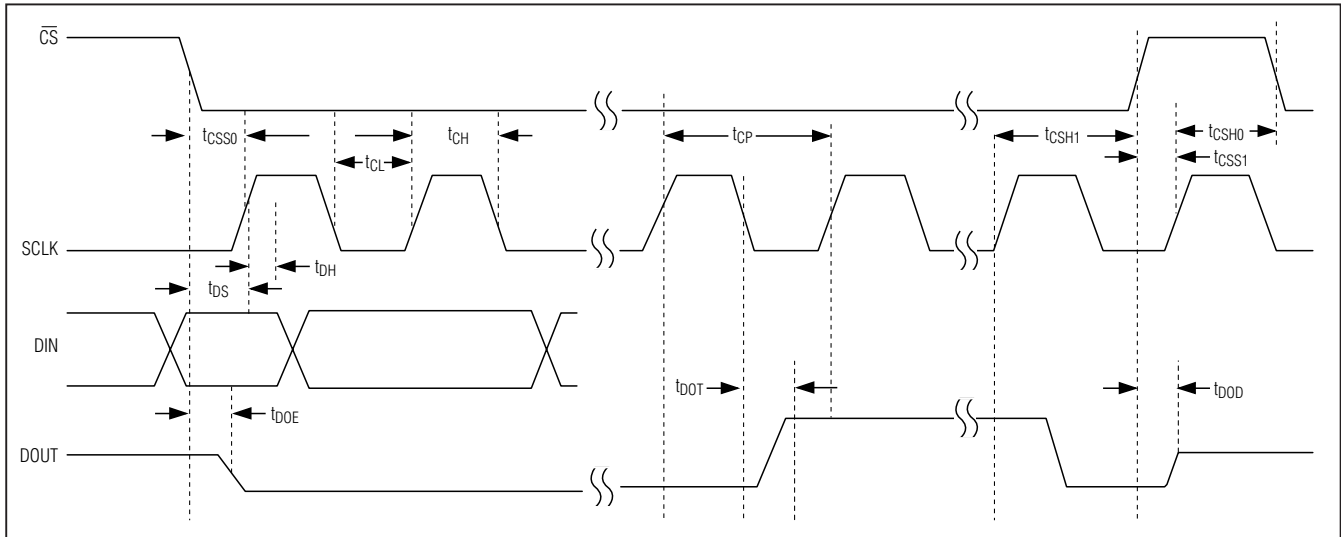 CS
tCSS0
tCH
tCP
tCSH1
tCSH0
tCL
tCSS1
SCLK
tDH
tDS
DIN
tDOT
tDOD
tDOE
DOUT